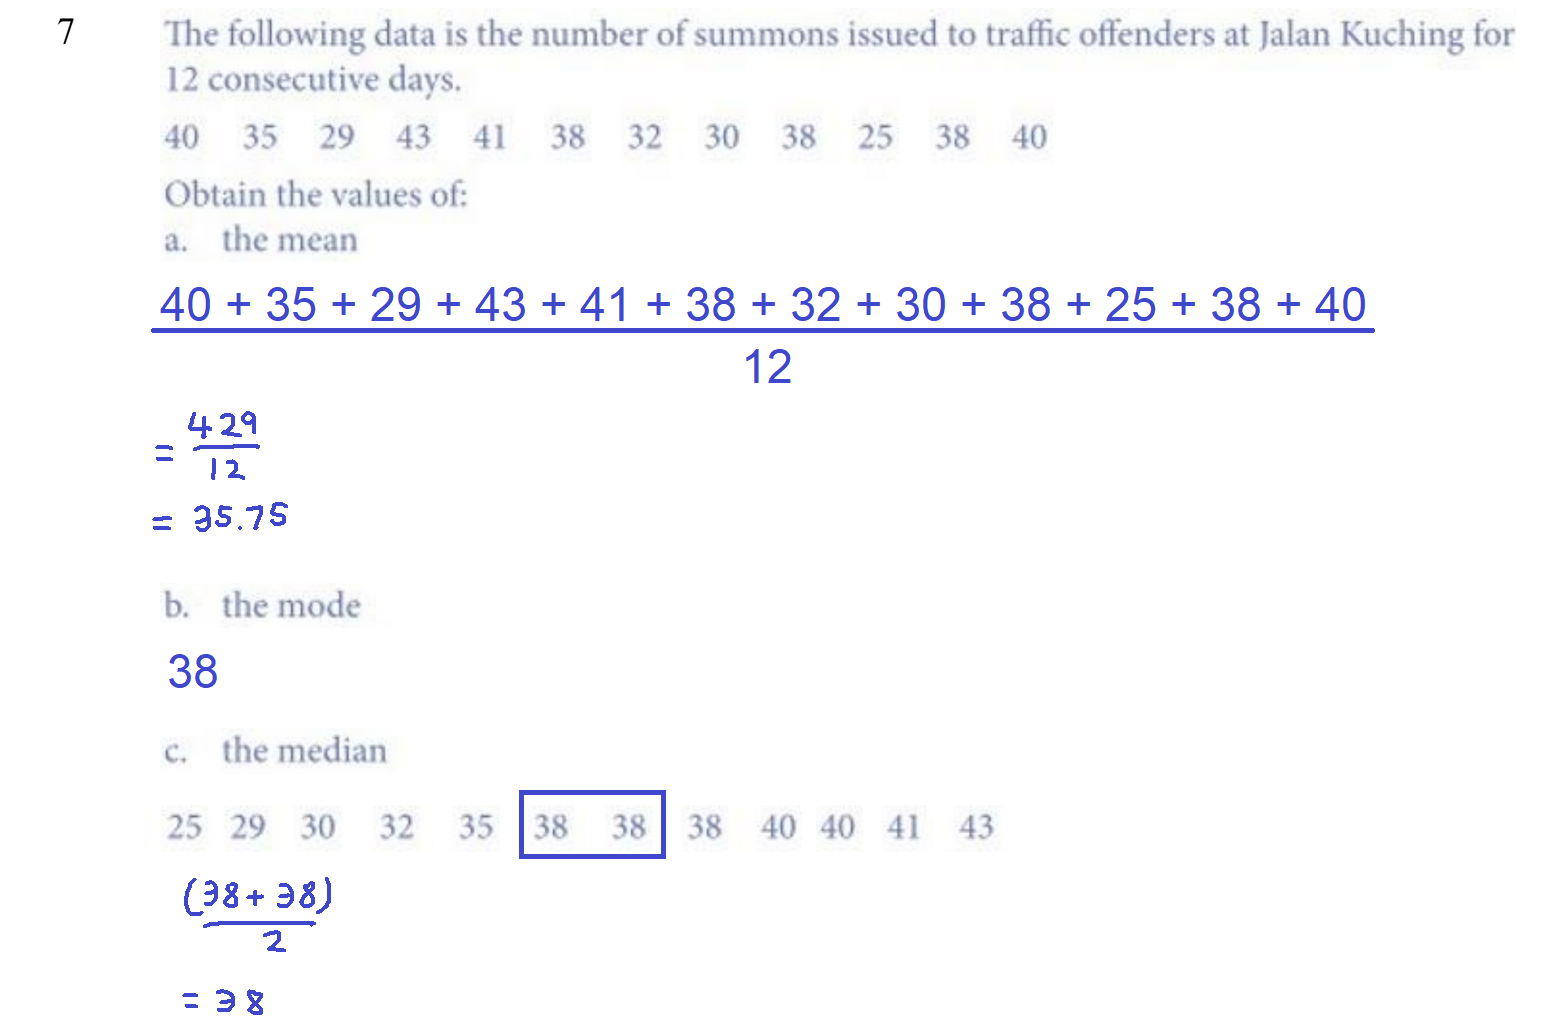 7 The following data is the number of summons issued to traffic offenders at Jalan Kuching for
12 consecutive days.
40 35 29 43 41 38 32 30 38 25 38 40
Obtain the values of:
a. the mean
40 + 35 + 29 + 43 + 41 + 38 + 32 + 30 + 38 + 25 + 38 + 40
12
= 429
12
= 35.75
b. the mode
38
c. the median
25 29 30 32 35 38 38 38 40 40 41 43
(38 + 38)
2
= 38